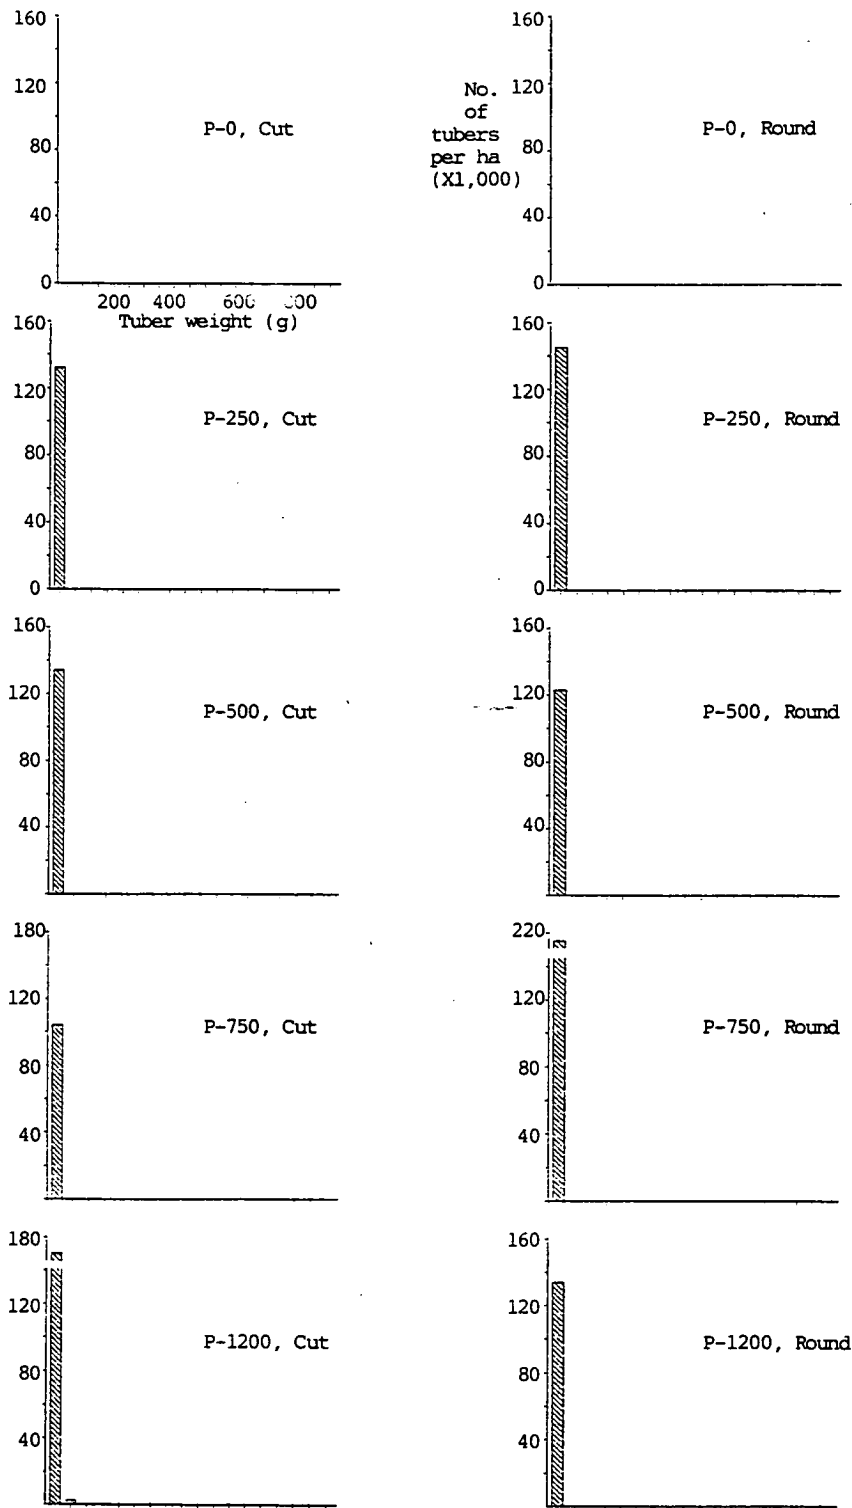 160
120
80
40
0
P-0, Cut
200 400
Tuber weight (g)
No.
of
tubers
per ha
(X1,000)
160
120
80
40
0
P-0, Round
160
120
80
40
0
P-250, Cut
160
120
80
40
0
P-250, Round
160
120
80
40
P-500, Cut
160
120
80
40
P-500, Round
180
120
80
40
P-750, Cut
220
120
80
40
P-750, Round
180
120
80
40
P-1200, Cut
160
120
80
40
P-1200, Round